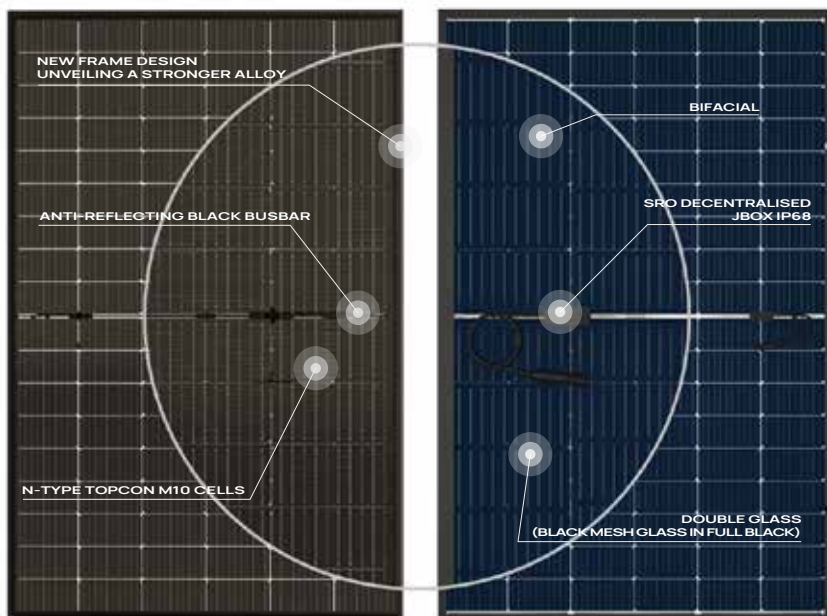 NEW FRAME DESIGN
UNVEILING A STRONGER ALLOY
ANTI-REFLECTING BLACK BUSBAR
N-TYPE TOPCON M10 CELLS
BIFACIAL
SRO DECENTRALISED
JBOX IP68
DOUBLE GLASS
(BLACK MESH GLASS IN FULL BLACK)